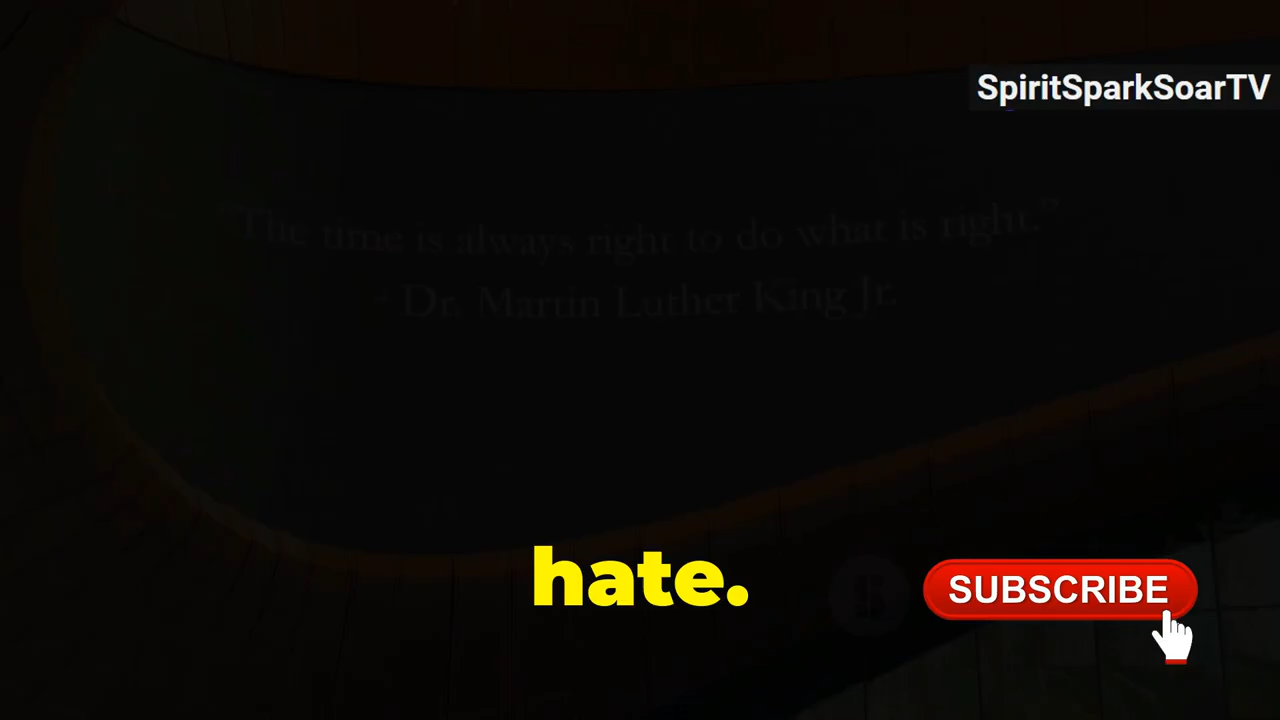 SpiritSparkSoarTV
“The time is always right to do what is right.”
- Dr. Martin Luther King Jr.
hate.
SUBSCRIBE